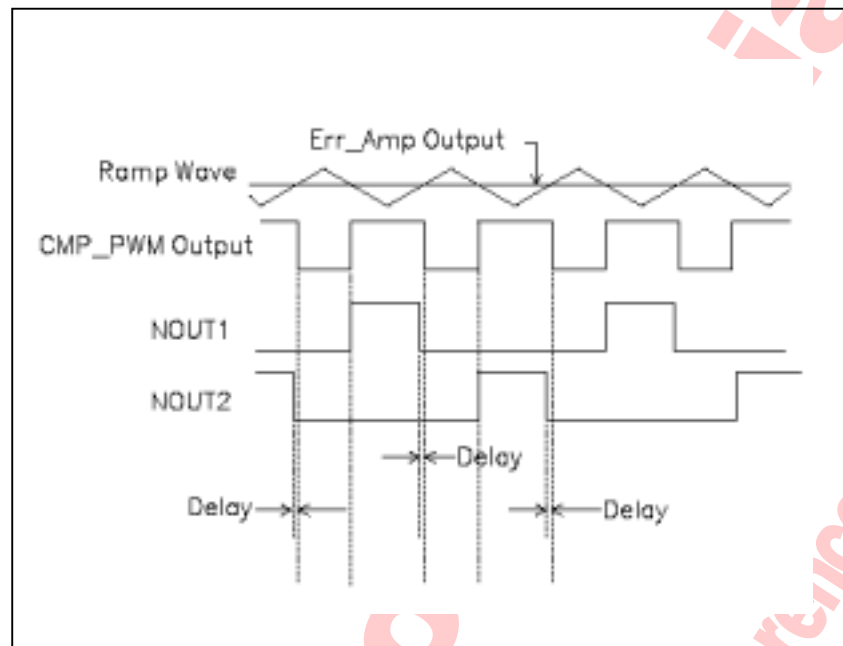 Err_Amp Output
Ramp Wave
CMP_PWM Output
NOUT1
NOUT2
Delay
Delay
Delay